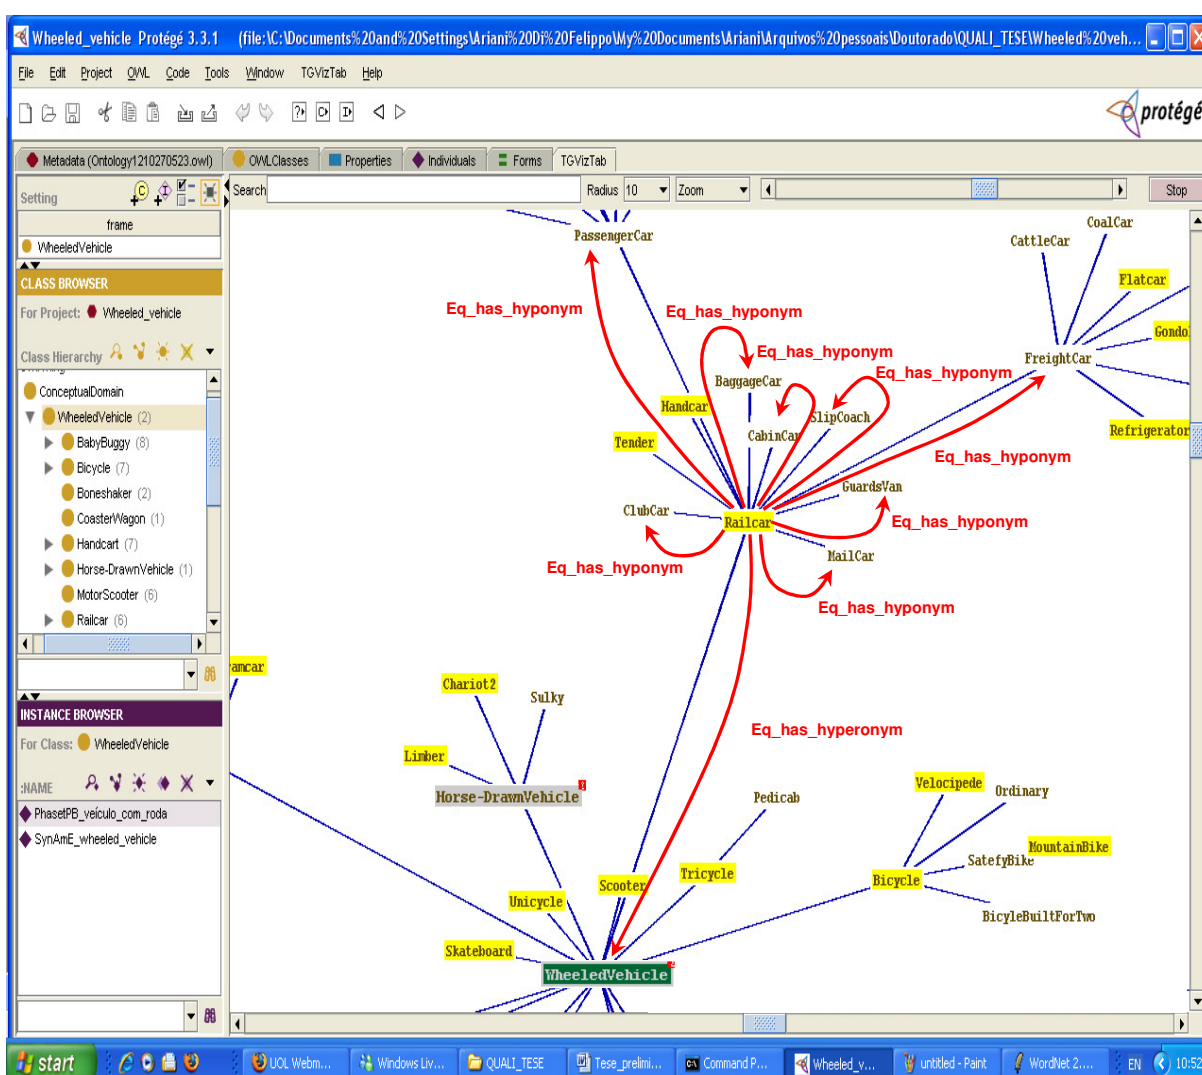 Wheeled_vehicle Protégé 3.3.1 (file:\C:\Documents%20and%20Settings\Ariani%20Di%20Felippo\My%20Documents\Ariani\Arquivos%20pessoais\Doutorado\QUALI_TESE\Wheeled%20veh...
File Edit Project OWL Code Tools Window TGVizTab Help
protégé
Metadata (Ontology1210270523.owl) OWLClasses Properties Individuals Forms TGVizTab
Setting
Search Radius 10 Zoom Stop
frame
WheeledVehicle
CLASS BROWSER
For Project: Wheeled_vehicle
Class Hierarchy
ConceptualDomain
WheeledVehicle (2)
BabyBuggy (8)
Bicycle (7)
Boneshaker (2)
CoasterWagon (1)
Handcart (7)
Horse-DrawnVehicle (1)
MotorScooter (6)
Railcar (6)
INSTANCE BROWSER
For Class: WheeledVehicle
:NAME
PhasetPB_veículo_com_roda
SynAmE_wheeled_vehicle
PassengerCar
CoalCar
CattleCar
Flatcar
Gondol
FreightCar
Refrigerator
Eq_has_hyponym
Eq_has_hyponym
Eq_has_hyponym
Eq_has_hyponym
BaggageCar
Handcar
SlipCoach
CabinCar
Tender
Eq_has_hyponym
GuardsVan
ClubCar
Railcar
Eq_has_hyponym
MailCar
Eq_has_hyponym
Eq_has_hyponym
ramcar
Chariot2
Sulky
Eq_has_hyperonym
Limber
Horse-DrawnVehicle
Pedicab
Velocipede
Ordinary
MountainBike
SatefyBike
Tricycle
Bicycle
Scooter
Unicycle
BicyleBuiltForTwo
Skateboard
WheeledVehicle
start UOL Webm... Windows Liv... QUALI_TESE Tese_prelimi... Command P... Wheeled_v... untitled - Paint WordNet 2.... EN 10:52